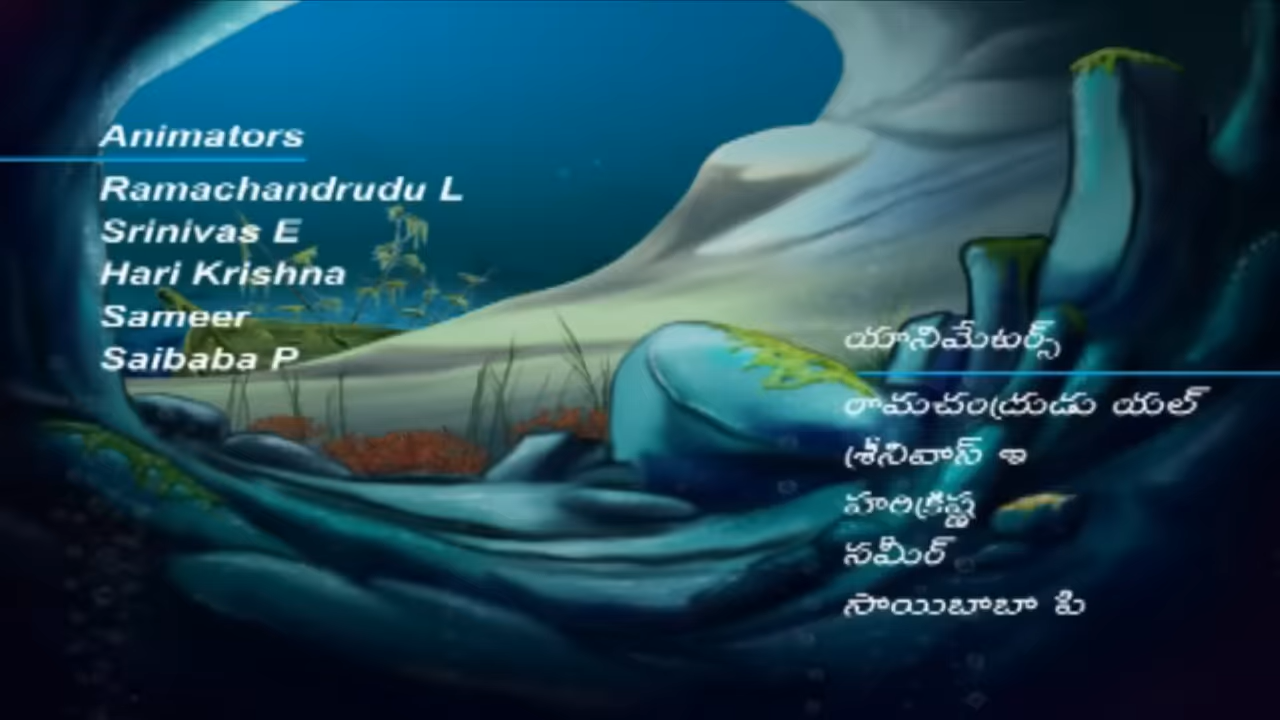 Animators
Ramachandrudu L
Srinivas E
Hari Krishna
Sameer
Saibaba P
యానిమేటర్స్
రామచంద్రుడు యల్
శ్రీనివాస్ ఇ
హరిక్రిష్ణ
సమీర్
సాయిబాబా పి